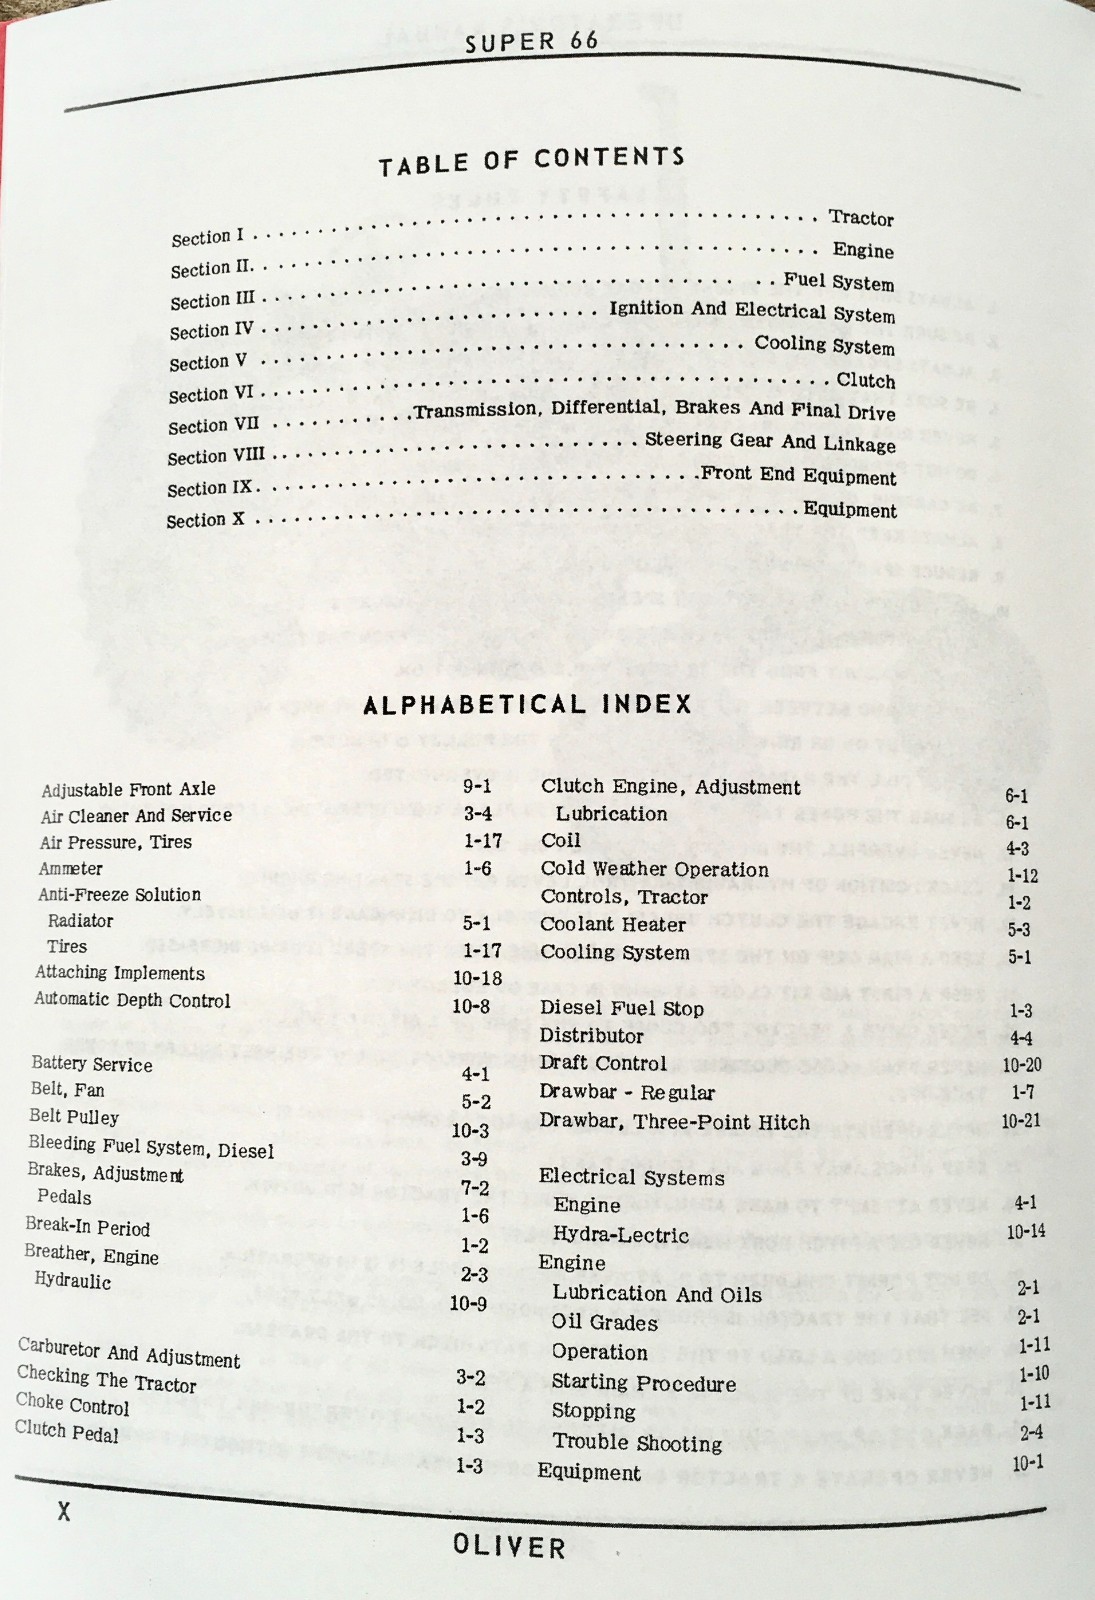 SUPER 66
TABLE OF CONTENTS
Section I . . . . . . . . . . . . . . . . . . . . . . . . . . . . . . Tractor
Section II. . . . . . . . . . . . . . . . . . . . . . . . . . . . . . Engine
Section III . . . . . . . . . . . . . . . . . . . . . . . . . . . . . . Fuel System
Section IV . . . . . . . . . . . . . . . . . . . . . . . . . . Ignition And Electrical System
Section V . . . . . . . . . . . . . . . . . . . . . . . . . . . . . . Cooling System
Section VI . . . . . . . . . . . . . . . . . . . . . . . . . . . . . . Clutch
Section VII . . . . . . . . . . .Transmission, Differential, Brakes And Final Drive
Section VIII . . . . . . . . . . . . . . . . . . . . . . . . . . Steering Gear And Linkage
Section IX. . . . . . . . . . . . . . . . . . . . . . . . . . . . . .Front End Equipment
Section X . . . . . . . . . . . . . . . . . . . . . . . . . . . . . . Equipment
ALPHABETICAL INDEX
Adjustable Front Axle 9-1
Air Cleaner And Service 3-4
Air Pressure, Tires 1-17
Ammeter 1-6
Anti-Freeze Solution
Radiator 5-1
Tires 1-17
Attaching Implements 10-18
Automatic Depth Control 10-8
Battery Service 4-1
Belt, Fan 5-2
Belt Pulley 10-3
Bleeding Fuel System, Diesel 3-9
Brakes, Adjustment 7-2
Pedals 1-6
Break-In Period 1-2
Breather, Engine 2-3
Hydraulic 10-9
Carburetor And Adjustment 3-2
Checking The Tractor 1-2
Choke Control 1-3
Clutch Pedal 1-3
Clutch Engine, Adjustment 6-1
Lubrication 6-1
Coil 4-3
Cold Weather Operation 1-12
Controls, Tractor 1-2
Coolant Heater 5-3
Cooling System 5-1
Diesel Fuel Stop 1-3
Distributor 4-4
Draft Control 10-20
Drawbar - Regular 1-7
Drawbar, Three-Point Hitch 10-21
Electrical Systems
Engine 4-1
Hydra-Lectric 10-14
Engine
Lubrication And Oils 2-1
Oil Grades 2-1
Operation 1-11
Starting Procedure 1-10
Stopping 1-11
Trouble Shooting 2-4
Equipment 10-1
X
OLIVER